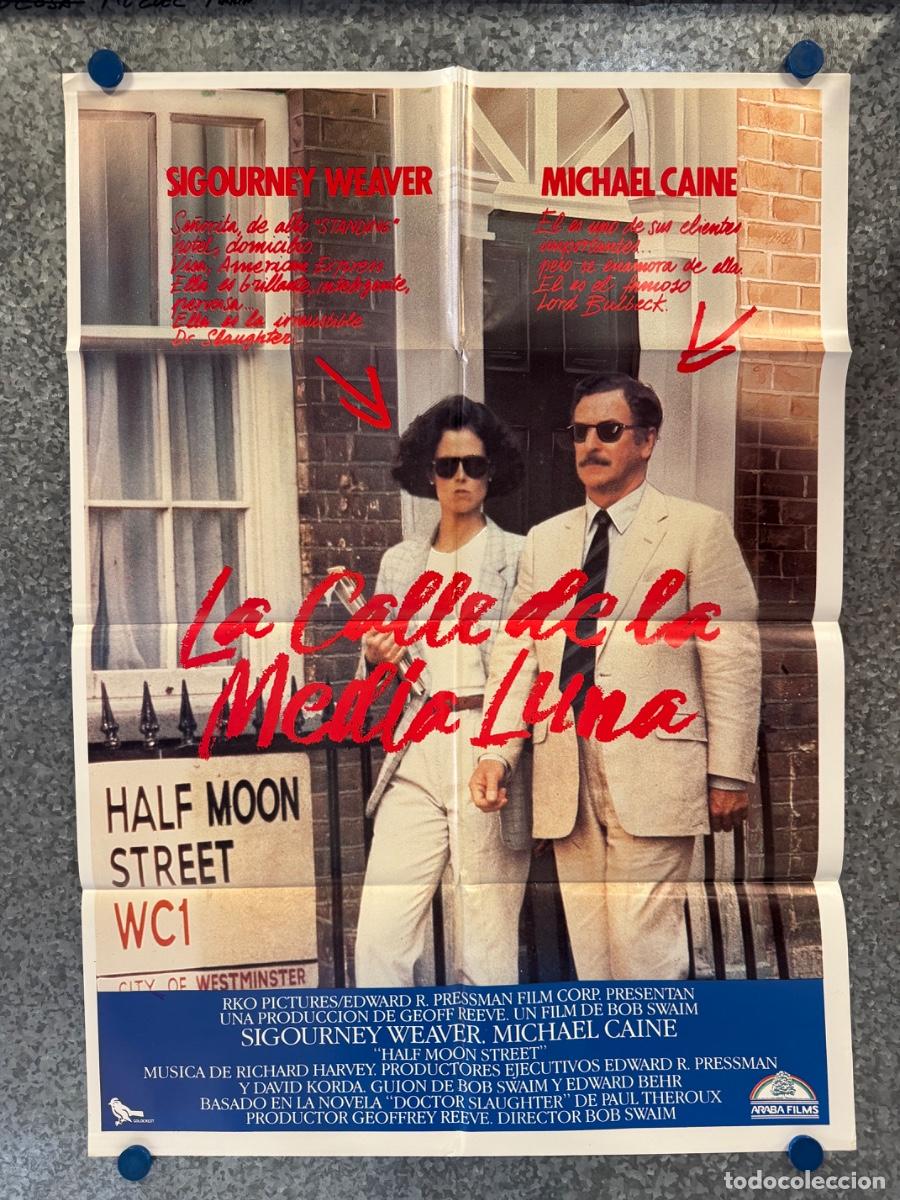 SIGOURNEY WEAVER
Señorita, de alto "STANDING"
hotel, domicilio.
Visa, American Express
Ella es brillante, inteligente,
perversa...
Ella es la irresistible
Dr. Slaughter.
MICHAEL CAINE
El es uno de sus clientes
importantes...
pero se enamora de ella.
El es el famoso
Lord Bulbeck.
La Calle de la
Media Luna
HALF MOON
STREET
WC1
CITY OF WESTMINSTER
RKO PICTURES/EDWARD R. PRESSMAN FILM CORP. PRESENTAN
UNA PRODUCCION DE GEOFF REEVE. UN FILM DE BOB SWAIM
SIGOURNEY WEAVER. MICHAEL CAINE
"HALF MOON STREET"
MUSICA DE RICHARD HARVEY. PRODUCTORES EJECUTIVOS EDWARD R. PRESSMAN
Y DAVID KORDA. GUION DE BOB SWAIM Y EDWARD BEHR
BASADO EN LA NOVELA "DOCTOR SLAUGHTER" DE PAUL THEROUX
PRODUCTOR GEOFFREY REEVE. DIRECTOR BOB SWAIM
GOLDCREST
ARABA FILMS
todocoleccion